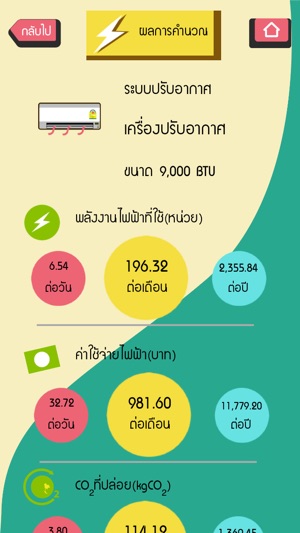 กลับไป
ผลการคำนวณ
ระบบปรับอากาศ
เครื่องปรับอากาศ
ขนาด 9,000 BTU
พลังงานไฟฟ้าที่ใช้(หน่วย)
6.54 ต่อวัน
196.32 ต่อเดือน
2,355.84 ต่อปี
ค่าใช้จ่ายไฟฟ้า(บาท)
32.72 ต่อวัน
981.60 ต่อเดือน
11,779.20 ต่อปี
CO₂ที่ปล่อย(kgCO₂)
3.80
114.19